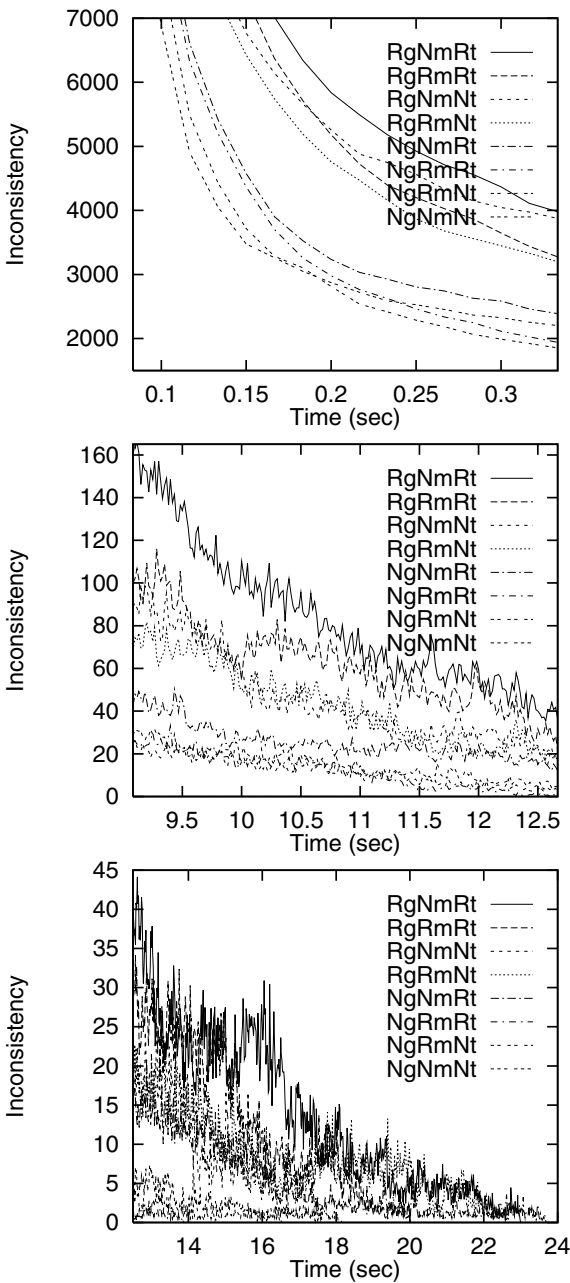 7000
6000
5000
4000
3000
2000
Inconsistency
RgNmRt
RgRmRt
RgNmNt
RgRmNt
NgNmRt
NgRmRt
NgRmNt
NgNmNt
0.1 0.15 0.2 0.25 0.3
Time (sec)
160
140
120
100
80
60
40
20
0
Inconsistency
RgNmRt
RgRmRt
RgNmNt
RgRmNt
NgNmRt
NgRmRt
NgRmNt
NgNmNt
9.5 10 10.5 11 11.5 12 12.5
Time (sec)
45
40
35
30
25
20
15
10
5
0
Inconsistency
RgNmRt
RgRmRt
RgNmNt
RgRmNt
NgNmRt
NgRmRt
NgRmNt
NgNmNt
14 16 18 20 22 24
Time (sec)